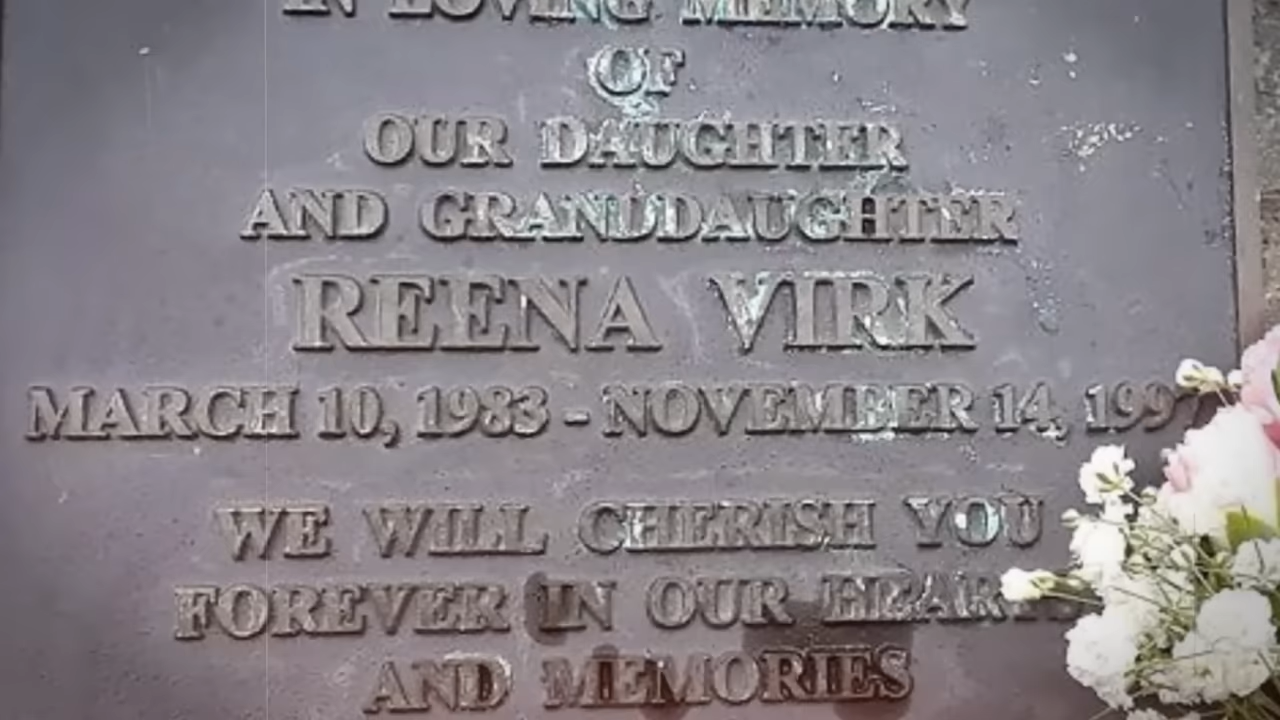 IN LOVING MEMORY
OF
OUR DAUGHTER
AND GRANDDAUGHTER
REENA VIRK
MARCH 10, 1983 - NOVEMBER 14, 1997
WE WILL CHERISH YOU
FOREVER IN OUR HEARTS
AND MEMORIES